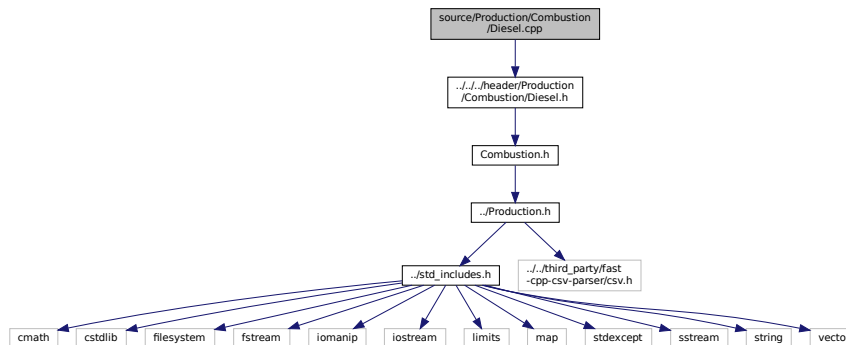 source/Production/Combustion
/Diesel.cpp
../../../header/Production
/Combustion/Diesel.h
Combustion.h
../Production.h
../std_includes.h
../../third_party/fast
-cpp-csv-parser/csv.h
cmath
cstdlib
filesystem
fstream
iomanip
iostream
limits
map
stdexcept
sstream
string
vecto